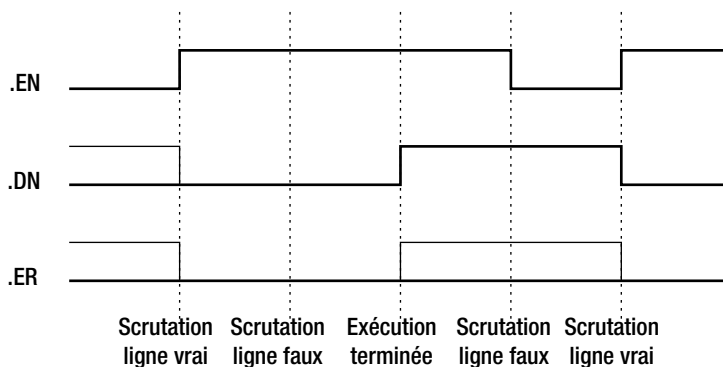 .EN
.DN
.ER
Scrutation ligne vrai
Scrutation ligne faux
Exécution terminée
Scrutation ligne faux
Scrutation ligne vrai